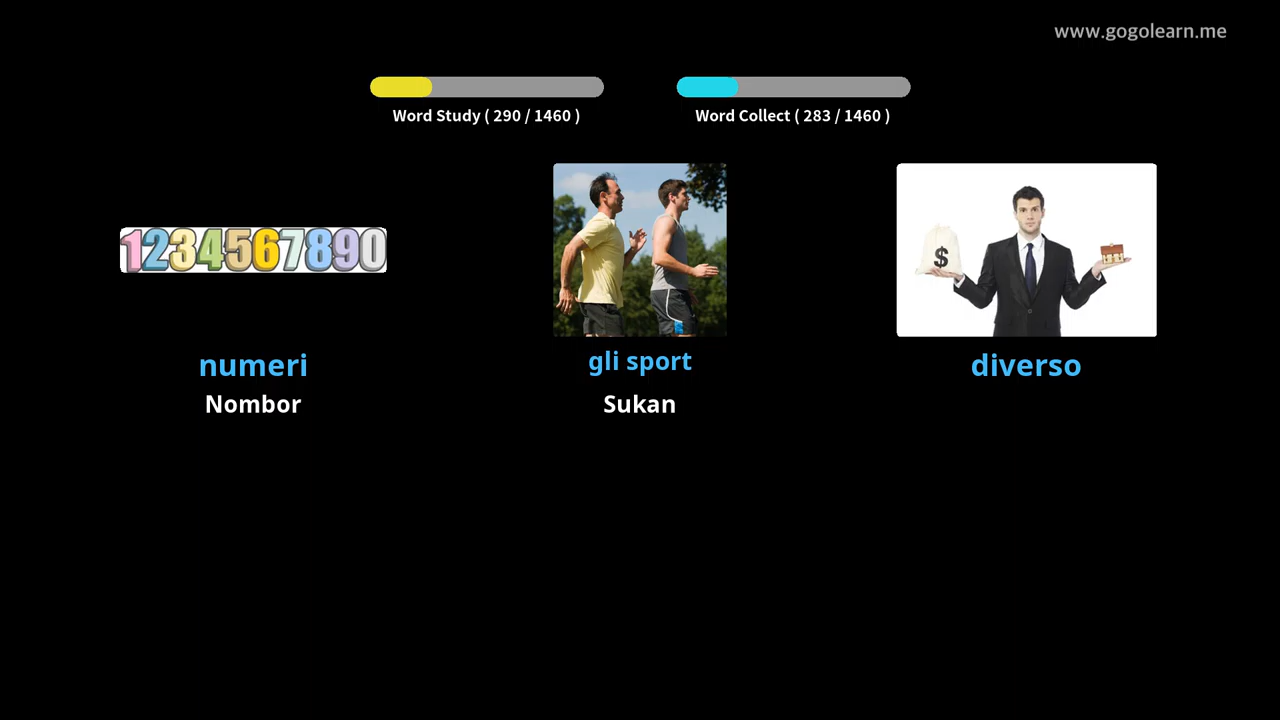 www.gogolearn.me
Word Study ( 290 / 1460 )
Word Collect ( 283 / 1460 )
1234567890
$
numeri
gli sport
diverso
Nombor
Sukan